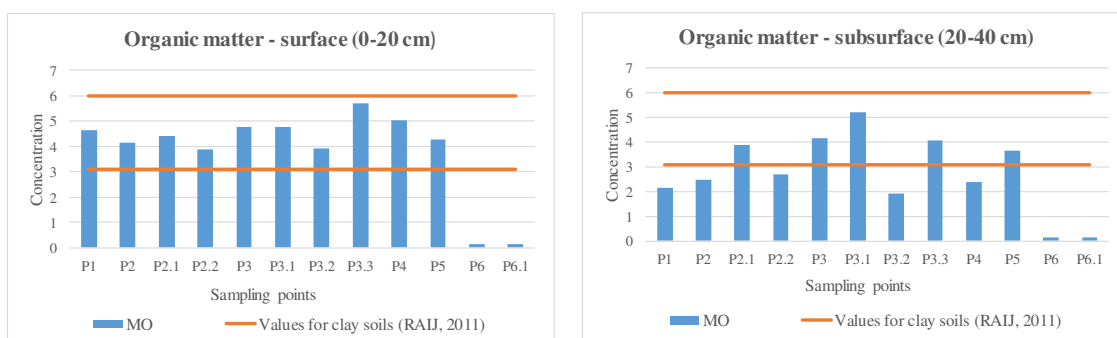 Organic matter - surface (0-20 cm)
7
6
5
4
3
2
1
0
Concentration
P1 P2 P2.1 P2.2 P3 P3.1 P3.2 P3.3 P4 P5 P6 P6.1
Sampling points
MO Values for clay soils (RAIJ, 2011)
Organic matter - subsurface (20-40 cm)
7
6
5
4
3
2
1
0
Concentration
P1 P2 P2.1 P2.2 P3 P3.1 P3.2 P3.3 P4 P5 P6 P6.1
Sampling points
MO Values for clay soils (RAIJ, 2011)